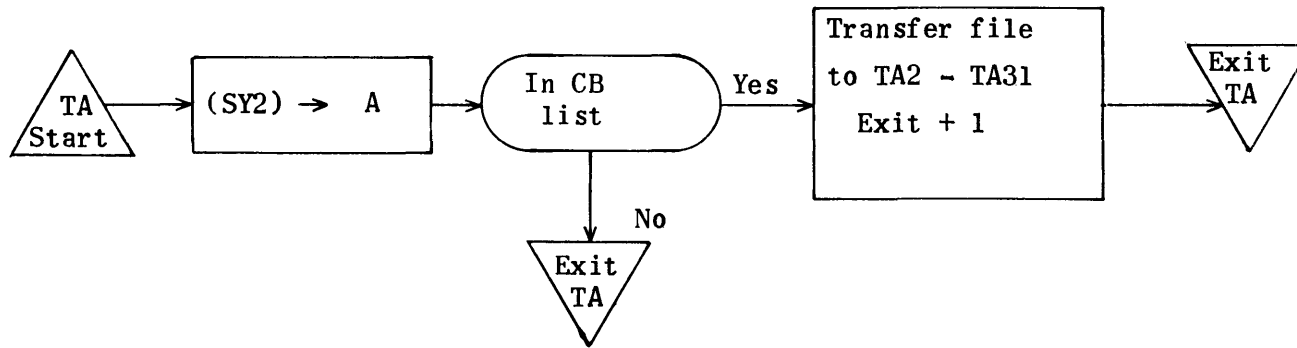 TA
Start
(SY2) → A
In CB
list
Yes
Transfer file
to TA2 - TA31
Exit + 1
Exit
TA
No
Exit
TA